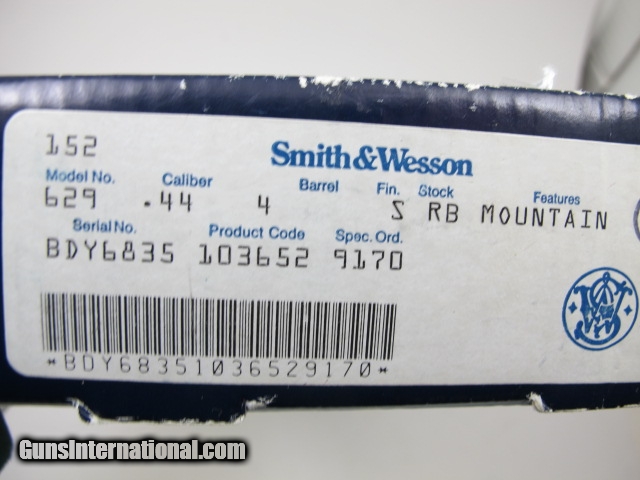 152
Smith&Wesson
Model No. Caliber Barrel Fin. Stock Features
629 .44 4 S RB MOUNTAIN
Serial No. Product Code Spec. Ord.
BDY6835 103652 9170
*BDY68351036529170*
GunsInternational.com